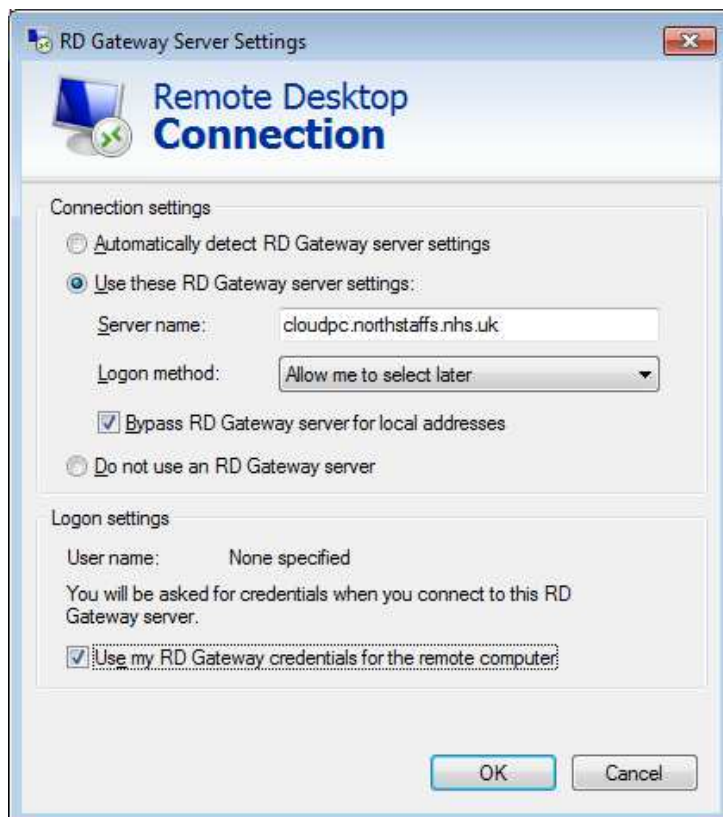 RD Gateway Server Settings
Remote Desktop
Connection
Connection settings
Automatically detect RD Gateway server settings
Use these RD Gateway server settings:
Server name: cloudpc.northstaffs.nhs.uk
Logon method: Allow me to select later
Bypass RD Gateway server for local addresses
Do not use an RD Gateway server
Logon settings
User name: None specified
You will be asked for credentials when you connect to this RD
Gateway server.
Use my RD Gateway credentials for the remote computer
OK Cancel